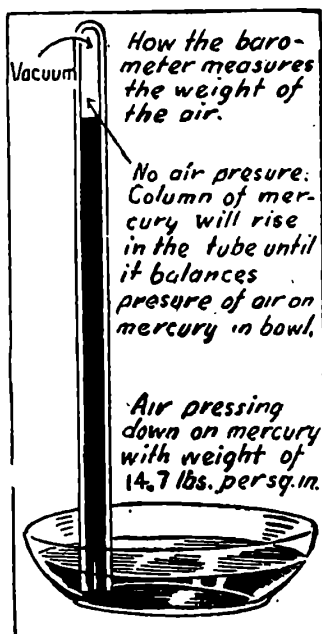 How the baro-
meter measures
the weight of
the air.
Vacuum
No air presure.
Column of mer-
cury will rise
in the tube until
it balances
presure of air on
mercury in bowl.
Air pressing
down on mercury
with weight of
14.7 lbs. per sq. in.